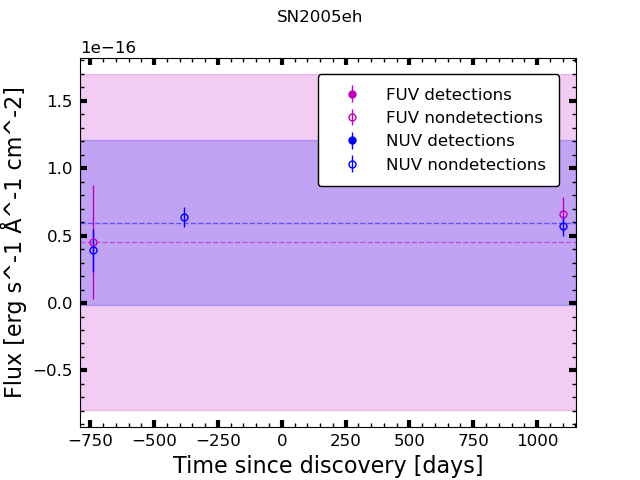 SN2005eh
1e−16
FUV detections
FUV nondetections
NUV detections
NUV nondetections
1.5
1.0
0.5
0.0
−0.5
Flux [erg s^-1 Å^-1 cm^-2]
−750 −500 −250 0 250 500 750 1000
Time since discovery [days]